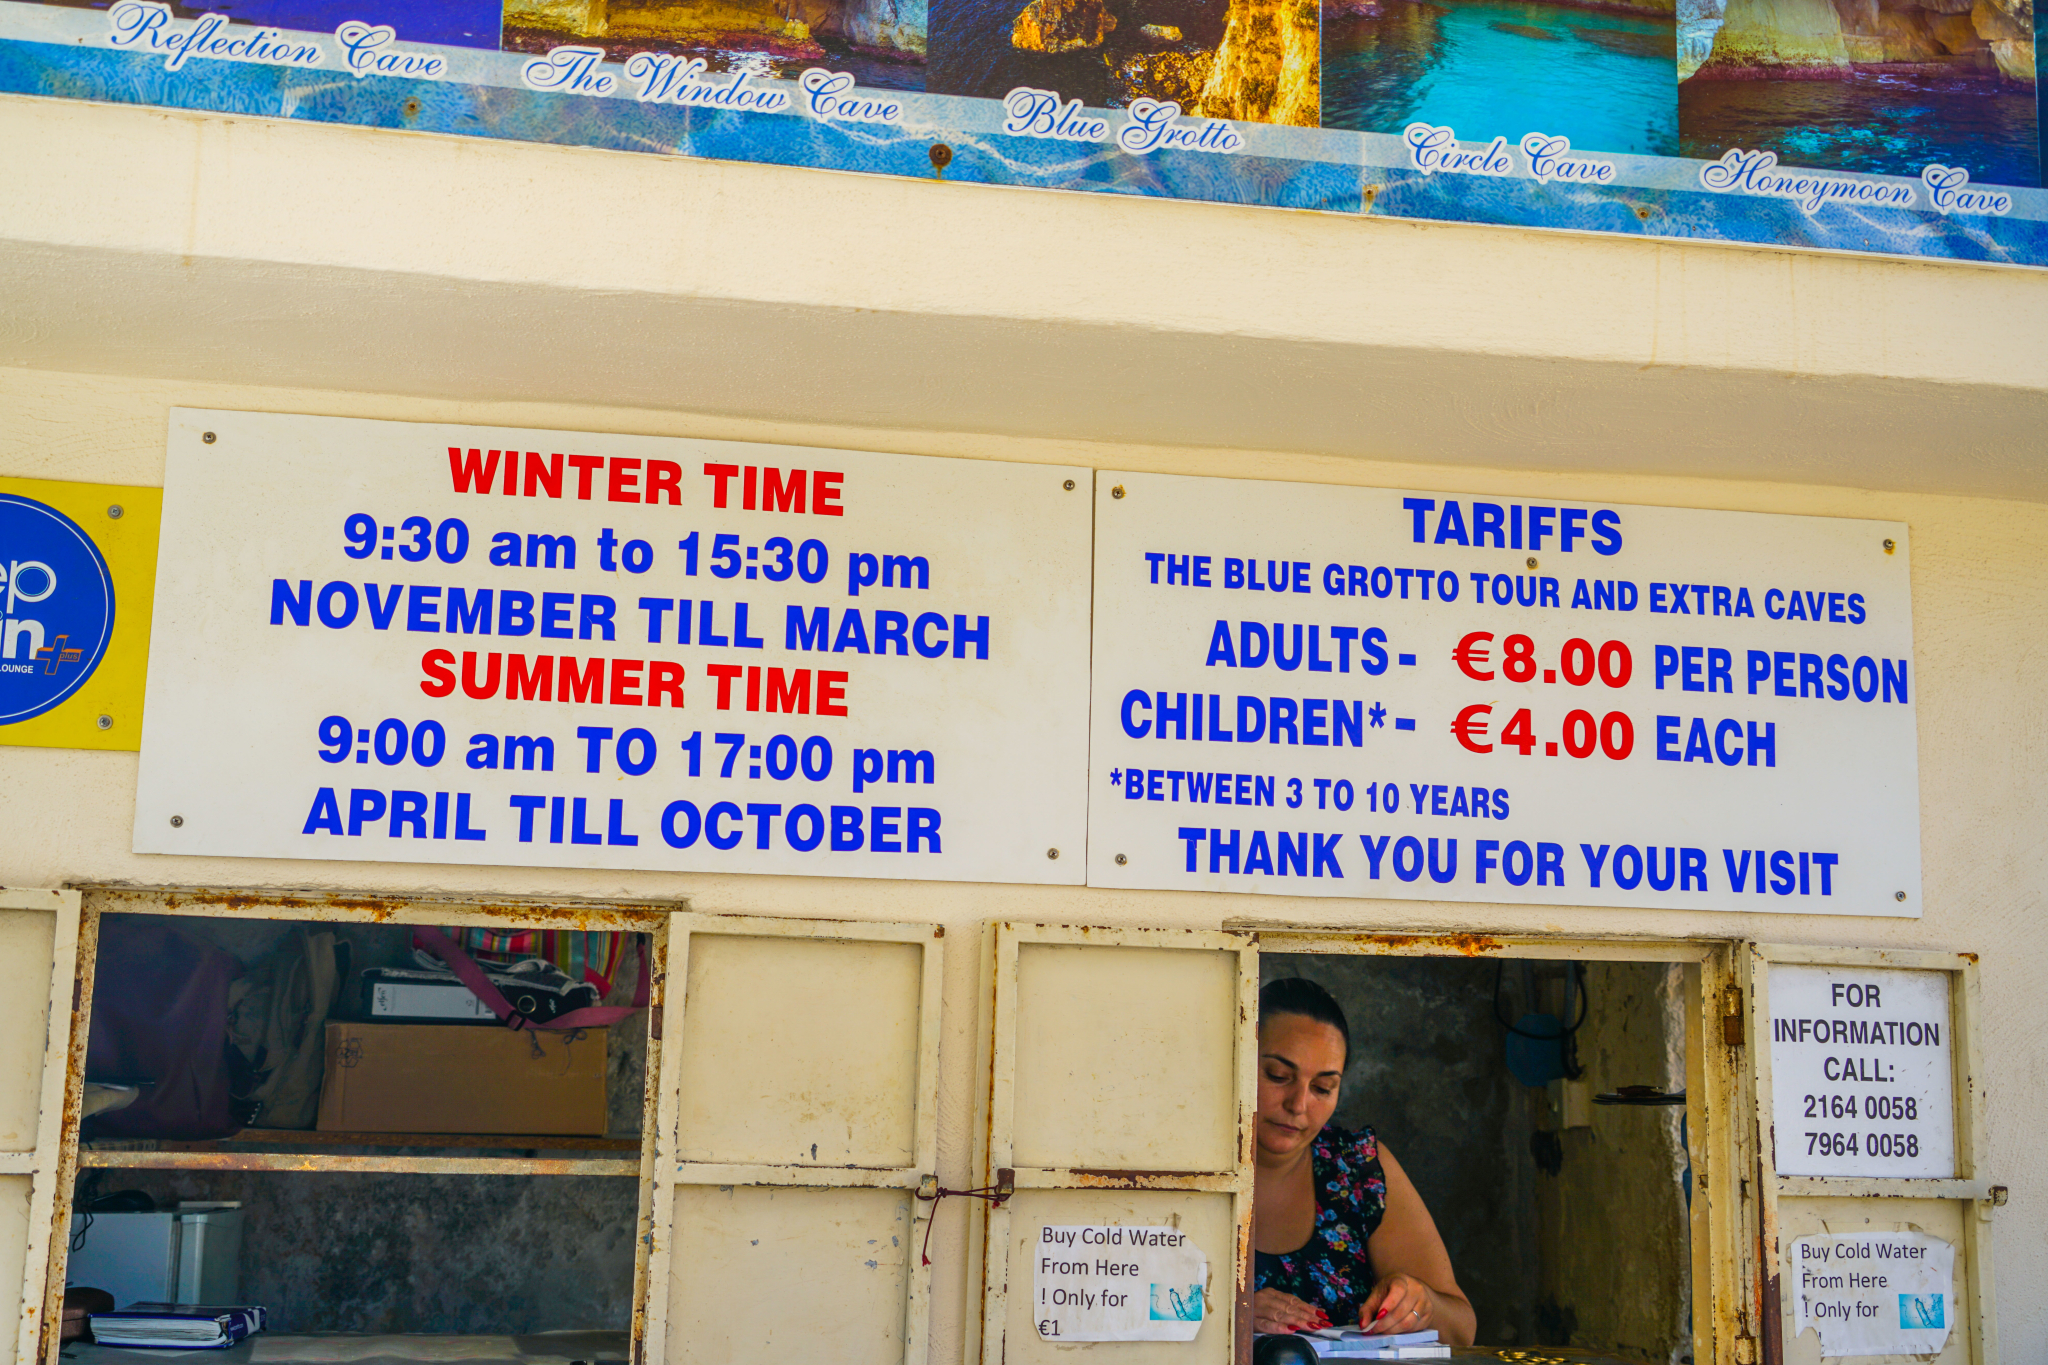 Reflection Cave
The Window Cave
Blue Grotto
Circle Cave
Honeymoon Cave
WINTER TIME
9:30 am to 15:30 pm
NOVEMBER TILL MARCH
SUMMER TIME
9:00 am TO 17:00 pm
APRIL TILL OCTOBER
TARIFFS
THE BLUE GROTTO TOUR AND EXTRA CAVES
ADULTS - €8.00 PER PERSON
CHILDREN* - €4.00 EACH
*BETWEEN 3 TO 10 YEARS
THANK YOU FOR YOUR VISIT
plus
LOUNGE
FOR
INFORMATION
CALL:
2164 0058
7964 0058
Buy Cold Water
From Here
! Only for
€1
Buy Cold Water
From Here
! Only for